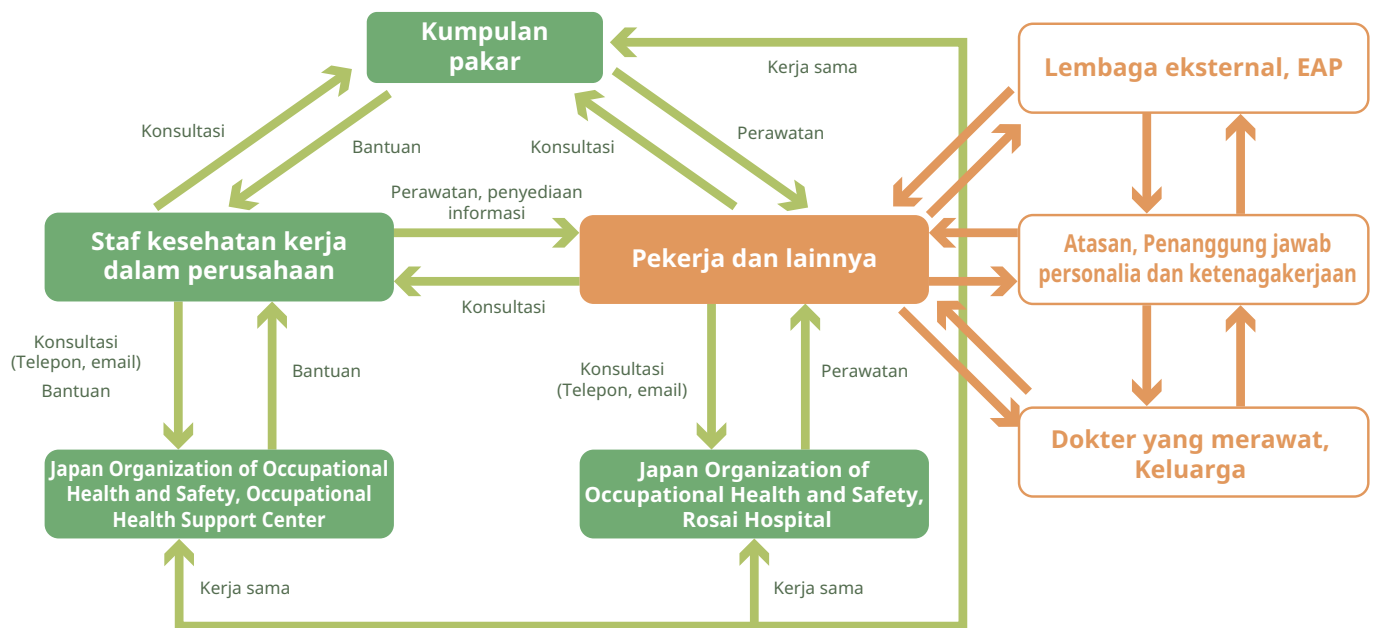 Kumpulan
pakar
Kerja sama
Lembaga eksternal, EAP
Konsultasi
Bantuan
Konsultasi
Perawatan
Perawatan, penyediaan
informasi
Staf kesehatan kerja
dalam perusahaan
Pekerja dan lainnya
Atasan, Penanggung jawab
personalia dan ketenagakerjaan
Konsultasi
Konsultasi
(Telepon, email)
Bantuan
Bantuan
Konsultasi
(Telepon, email)
Perawatan
Dokter yang merawat,
Keluarga
Japan Organization of Occupational
Health and Safety, Occupational
Health Support Center
Japan Organization of
Occupational Health and Safety,
Rosai Hospital
Kerja sama
Kerja sama